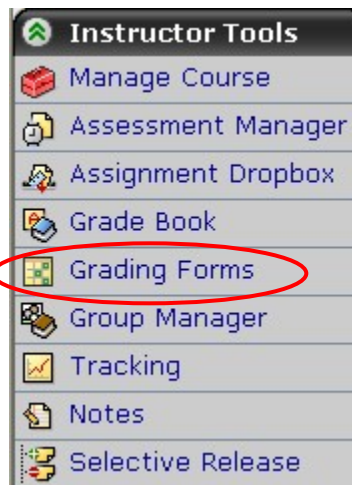 Instructor Tools
Manage Course
Assessment Manager
Assignment Dropbox
Grade Book
Grading Forms
Group Manager
Tracking
Notes
Selective Release